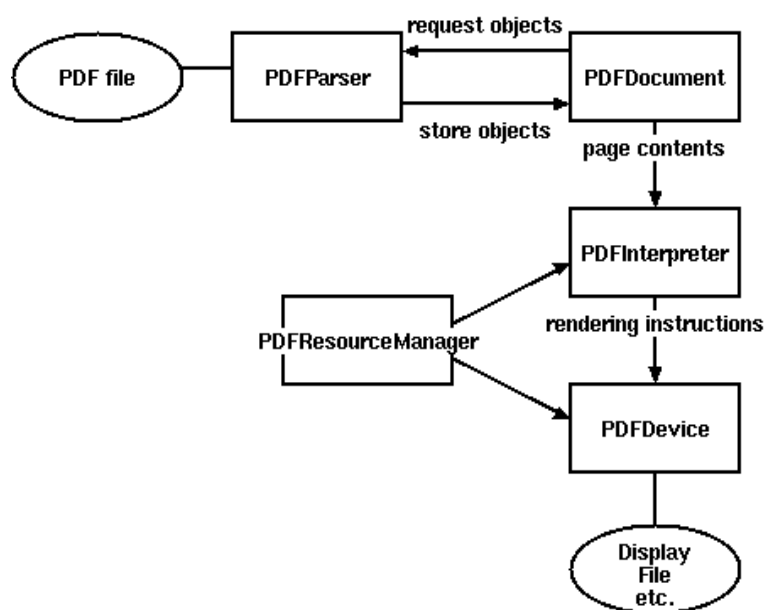 request objects
PDF file
PDFParser
PDFDocument
store objects
page contents
PDFInterpreter
rendering instructions
PDFResourceManager
PDFDevice
Display
File
etc.